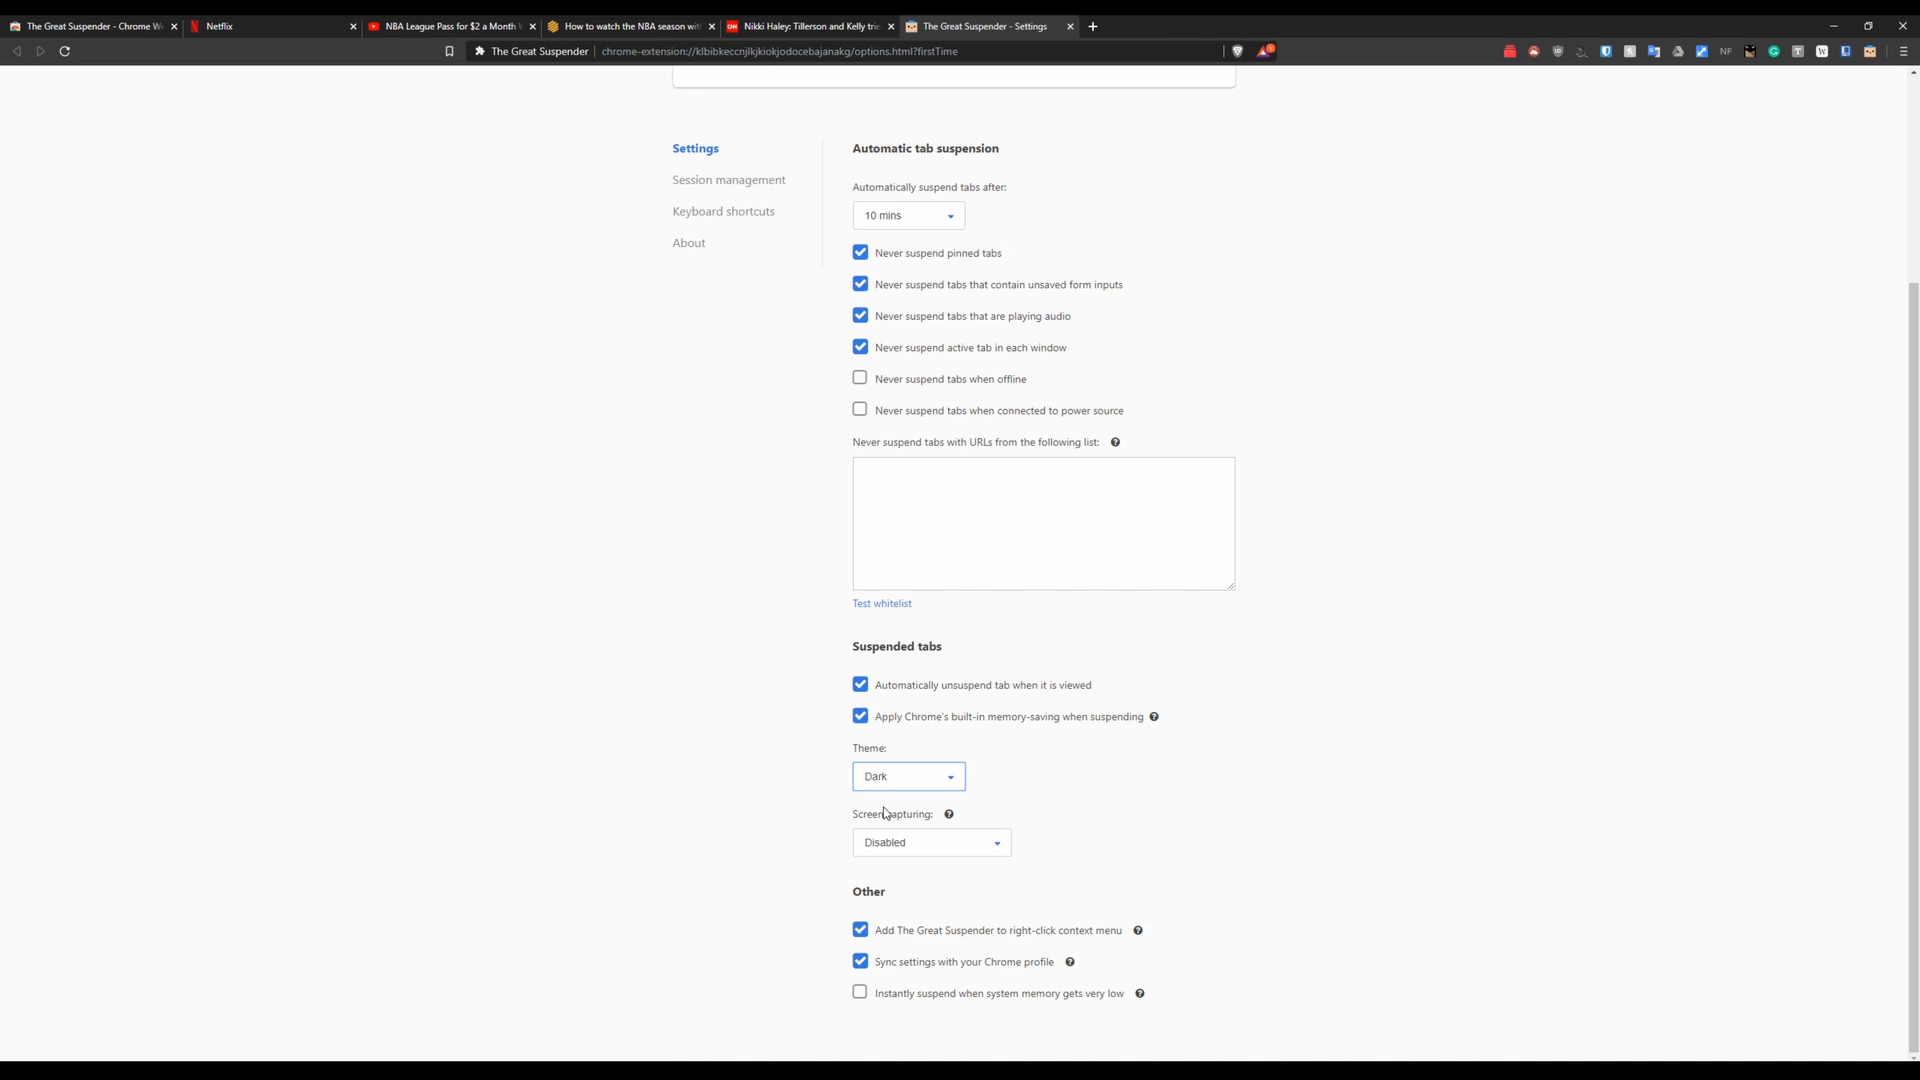 The Great Suspender - Chrome We
Netflix
NBA League Pass for $2 a Month
How to watch the NBA season wit
Nikki Haley: Tillerson and Kelly trie
The Great Suspender - Settings
The Great Suspender
chrome-extension://klbibkeccnjlkjkiokjodocebajanakg/options.html?firstTime
NF
Settings
Session management
Keyboard shortcuts
About
Automatic tab suspension
Automatically suspend tabs after:
10 mins
Never suspend pinned tabs
Never suspend tabs that contain unsaved form inputs
Never suspend tabs that are playing audio
Never suspend active tab in each window
Never suspend tabs when offline
Never suspend tabs when connected to power source
Never suspend tabs with URLs from the following list:
Test whitelist
Suspended tabs
Automatically unsuspend tab when it is viewed
Apply Chrome's built-in memory-saving when suspending
Theme:
Dark
Screen capturing:
Disabled
Other
Add The Great Suspender to right-click context menu
Sync settings with your Chrome profile
Instantly suspend when system memory gets very low